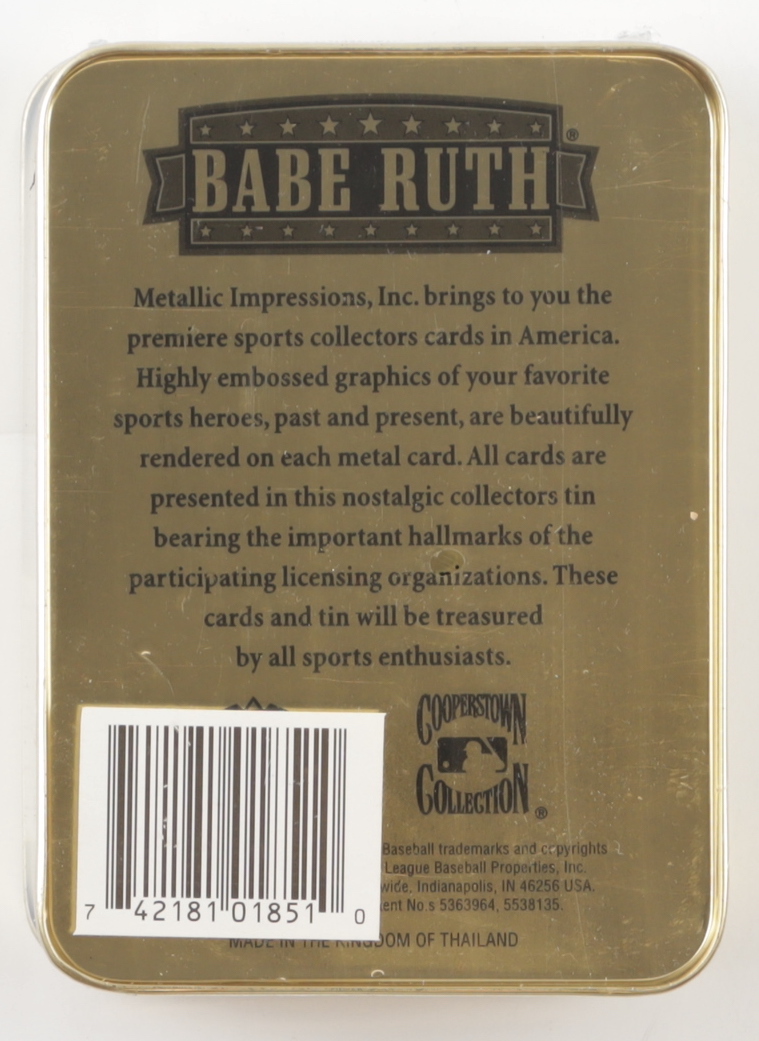 BABE RUTH®
Metallic Impressions, Inc. brings to you the
premiere sports collectors cards in America.
Highly embossed graphics of your favorite
sports heroes, past and present, are beautifully
rendered on each metal card. All cards are
presented in this nostalgic collectors tin
bearing the important hallmarks of the
participating licensing organizations. These
cards and tin will be treasured
by all sports enthusiasts.
COOPERSTOWN
COLLECTION®
Baseball trademarks and copyrights
League Baseball Properties, Inc.
Indianapolis, IN 46256 USA.
No.s 5363964, 5538135.
7 42181 01851 0
MADE IN THE KINGDOM OF THAILAND